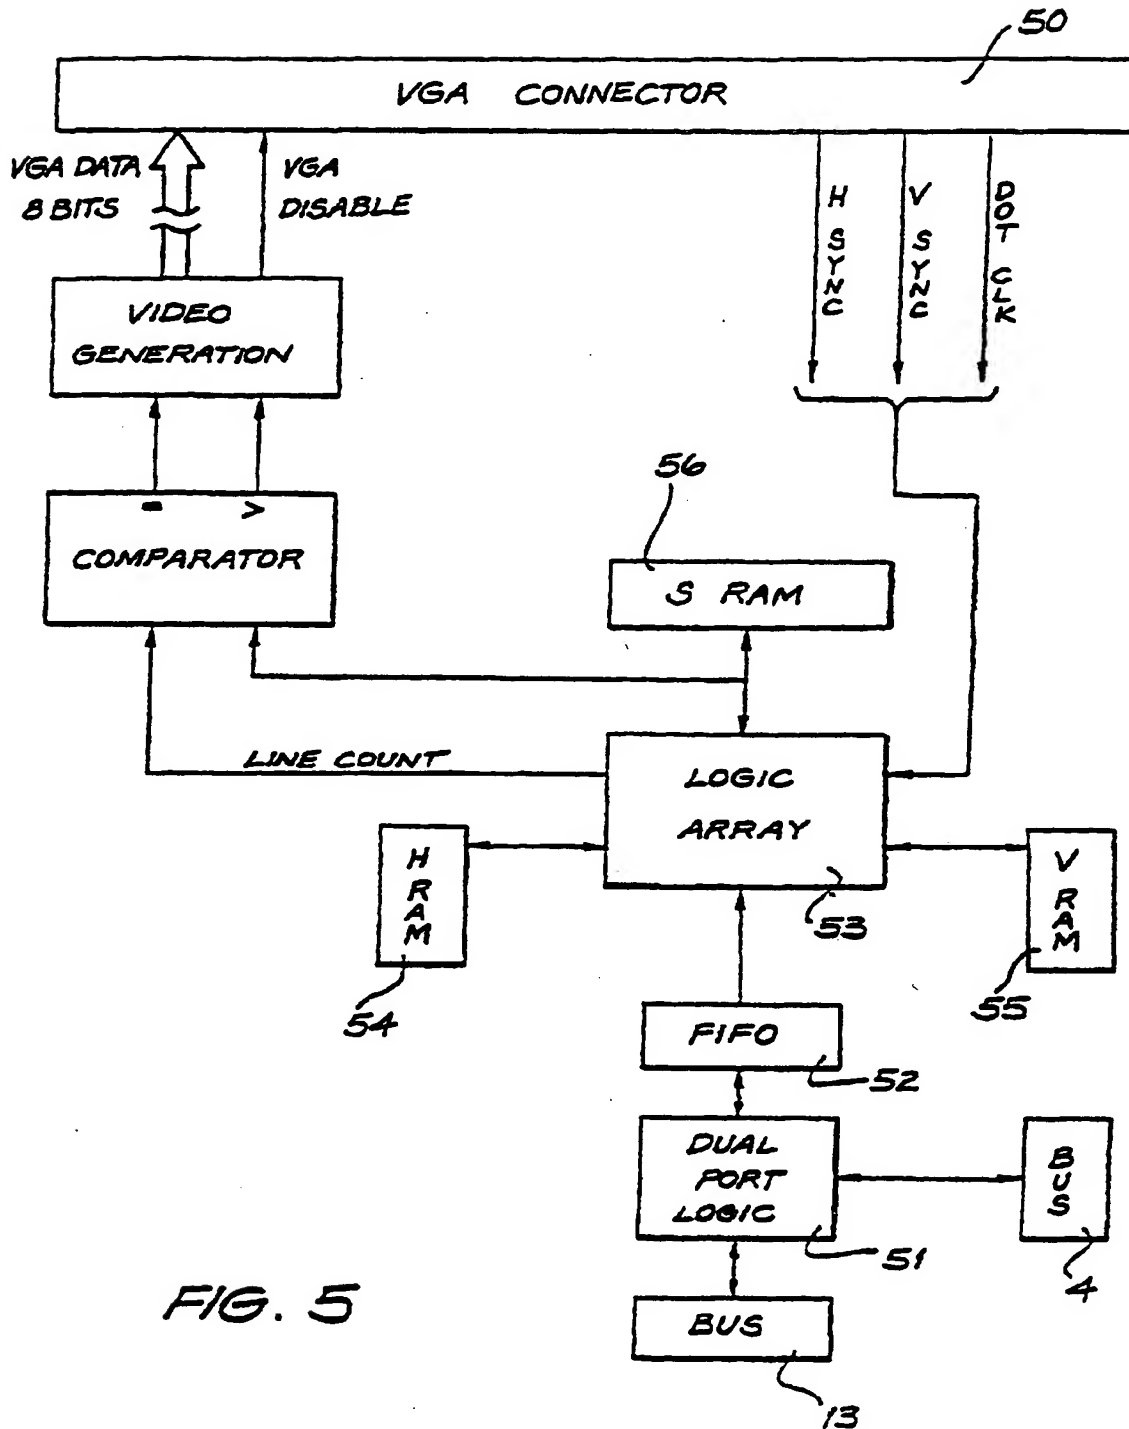 50
VGA CONNECTOR
VGA DATA
8 BITS
VGA
DISABLE
H SYNC
V SYNC
DOT CLK
VIDEO
GENERATION
= >
COMPARATOR
56
S RAM
LINE COUNT
LOGIC
ARRAY
53
H RAM
54
V RAM
55
FIFO
52
DUAL
PORT
LOGIC
51
BUS
4
BUS
13
FIG. 5